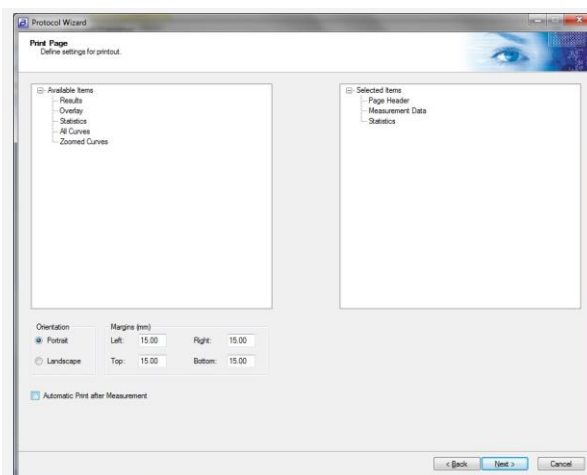 Protocol Wizard
Print Page
Define settings for printout.
Available Items
Results
Overlay
Statistics
All Curves
Zoomed Curves
Selected Items
Page Header
Measurement Data
Statistics
Orientation
Portrait
Landscape
Margins (mm)
Left: 15.00 Right: 15.00
Top: 15.00 Bottom: 15.00
Automatic Print after Measurement
< Back Next > Cancel